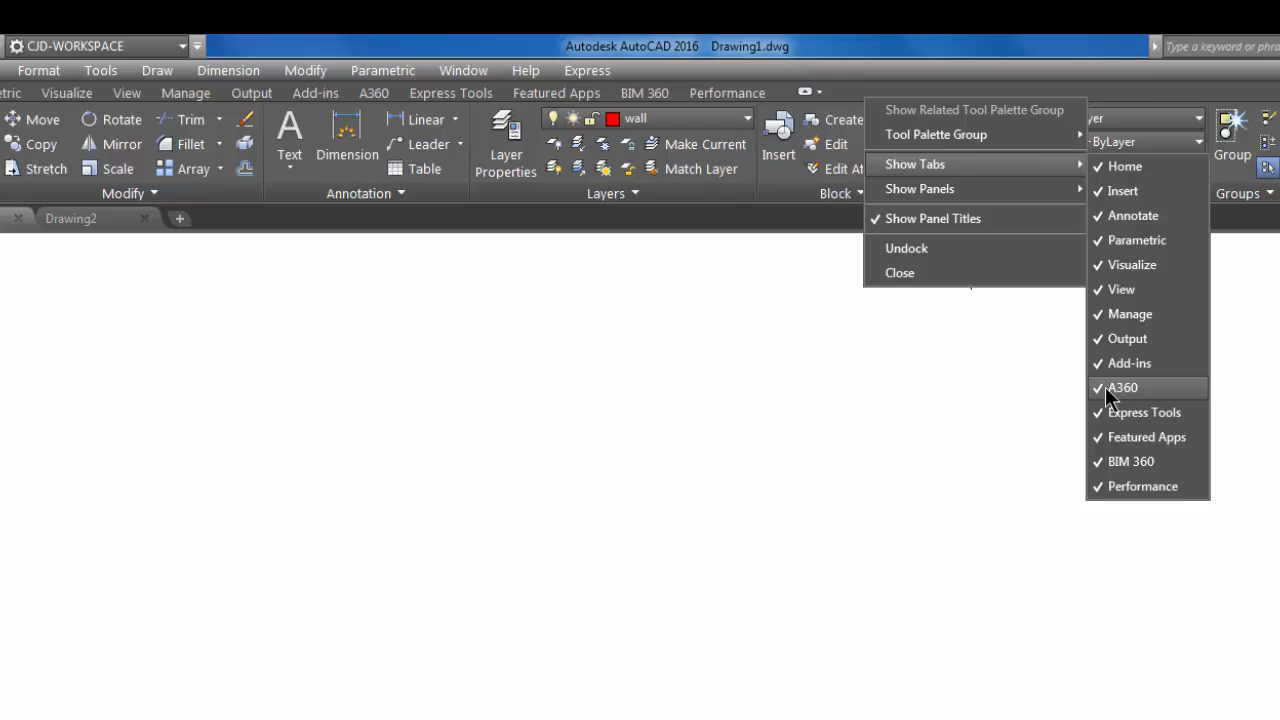 CJD-WORKSPACE
Autodesk AutoCAD 2016 Drawing1.dwg
Type a keyword or phra
Format Tools Draw Dimension Modify Parametric Window Help Express
tric Visualize View Manage Output Add-ins A360 Express Tools Featured Apps BIM 360 Performance
Move Rotate Trim
Copy Mirror Fillet
Stretch Scale Array
Modify
Text
Dimension
Linear
Leader
Table
Annotation
Layer
Properties
wall
Make Current
Match Layer
Layers
Insert
Create
Edit
Edit At
Block
yer
ByLayer
Group
Groups
Drawing2
Show Related Tool Palette Group
Tool Palette Group
Show Tabs
Show Panels
Show Panel Titles
Undock
Close
Home
Insert
Annotate
Parametric
Visualize
View
Manage
Output
Add-ins
A360
Express Tools
Featured Apps
BIM 360
Performance